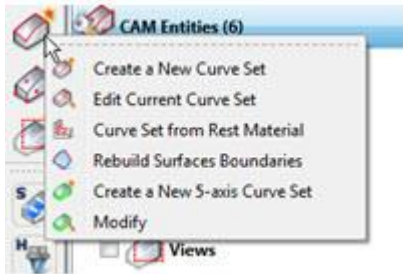 CAM Entities (6)
Create a New Curve Set
Edit Current Curve Set
Curve Set from Rest Material
Rebuild Surfaces Boundaries
Create a New 5-axis Curve Set
Modify
S
H
Views